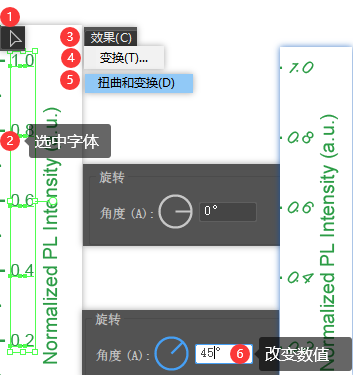 1
3 效果(C)
4 变换(T)...
5 扭曲和变换(D)
1.0
0.8
2 选中字体
0.6
0.4
0.2
Normalized PL Intensity (a.u.)
旋转
角度 (A): 0°
旋转
角度 (A): 45° 6 改变数值
1.0
0.8
0.6
0.4
Normalized PL Intensity (a.u.)